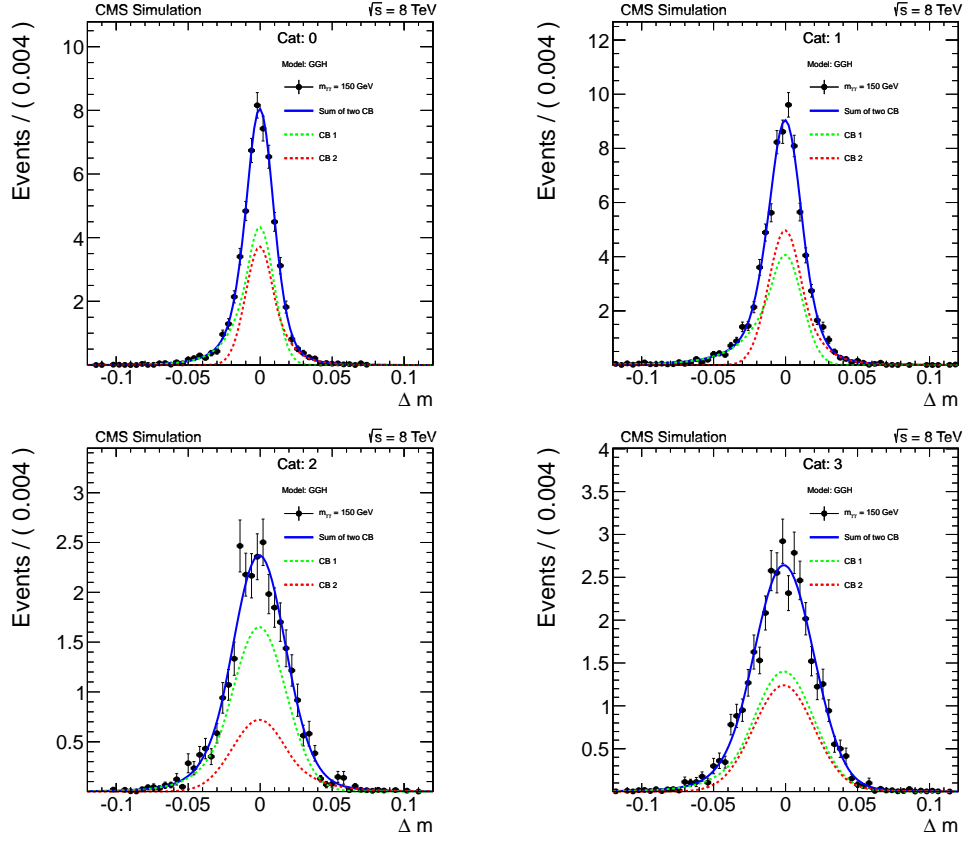 CMS Simulation √s = 8 TeV
Events / ( 0.004 )
Cat: 0
Model: GGH
m_γγ = 150 GeV
Sum of two CB
CB 1
CB 2
10
8
6
4
2
-0.1 -0.05 0 0.05 0.1
Δ m
CMS Simulation √s = 8 TeV
Events / ( 0.004 )
Cat: 1
Model: GGH
m_γγ = 150 GeV
Sum of two CB
CB 1
CB 2
12
10
8
6
4
2
-0.1 -0.05 0 0.05 0.1
Δ m
CMS Simulation √s = 8 TeV
Events / ( 0.004 )
Cat: 2
Model: GGH
m_γγ = 150 GeV
Sum of two CB
CB 1
CB 2
3
2.5
2
1.5
1
0.5
-0.1 -0.05 0 0.05 0.1
Δ m
CMS Simulation √s = 8 TeV
Events / ( 0.004 )
Cat: 3
Model: GGH
m_γγ = 150 GeV
Sum of two CB
CB 1
CB 2
4
3.5
3
2.5
2
1.5
1
0.5
-0.1 -0.05 0 0.05 0.1
Δ m